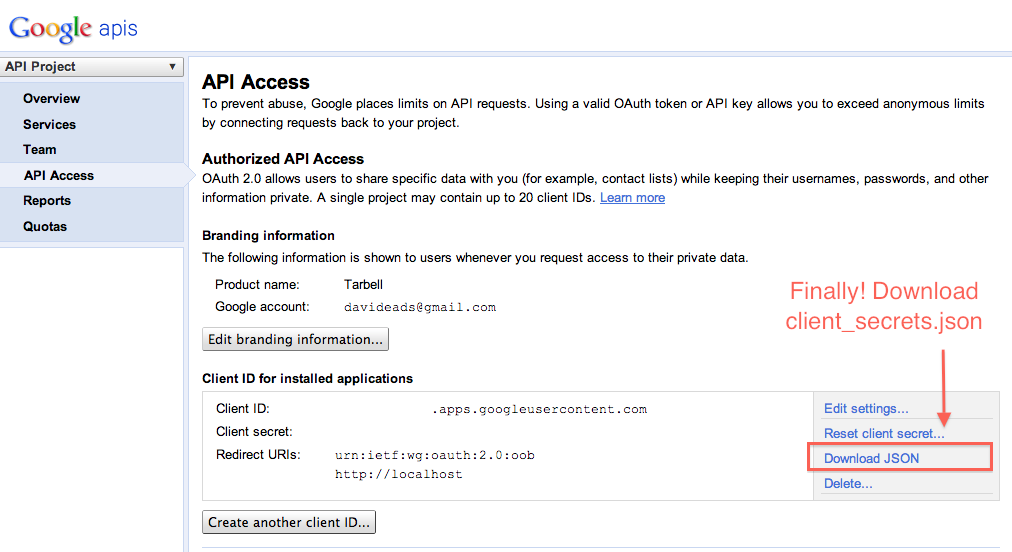 Google apis
API Project
Overview
Services
Team
API Access
Reports
Quotas
API Access
To prevent abuse, Google places limits on API requests. Using a valid OAuth token or API key allows you to exceed anonymous limits
by connecting requests back to your project.
Authorized API Access
OAuth 2.0 allows users to share specific data with you (for example, contact lists) while keeping their usernames, passwords, and other
information private. A single project may contain up to 20 client IDs. Learn more
Branding information
The following information is shown to users whenever you request access to their private data.
Product name: Tarbell
Google account: davideads@gmail.com
Edit branding information...
Finally! Download
client_secrets.json
Client ID for installed applications
Client ID: .apps.googleusercontent.com
Client secret:
Redirect URIs: urn:ietf:wg:oauth:2.0:oob
http://localhost
Edit settings...
Reset client secret...
Download JSON
Delete...
Create another client ID...